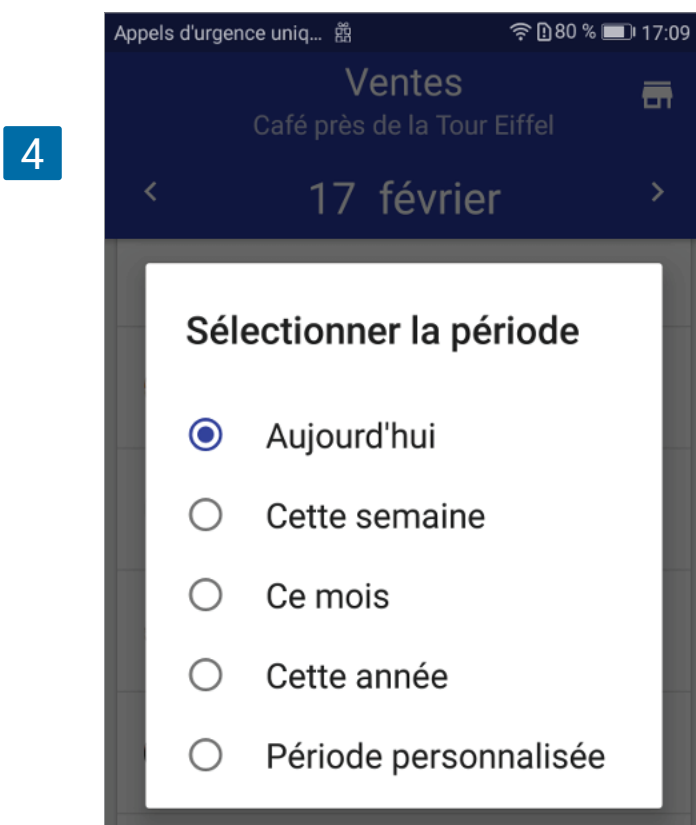 Appels d'urgence uniq... 80 % 17:09
Ventes
Café près de la Tour Eiffel
4
< 17 février >
Sélectionner la période
Aujourd'hui
Cette semaine
Ce mois
Cette année
Période personnalisée